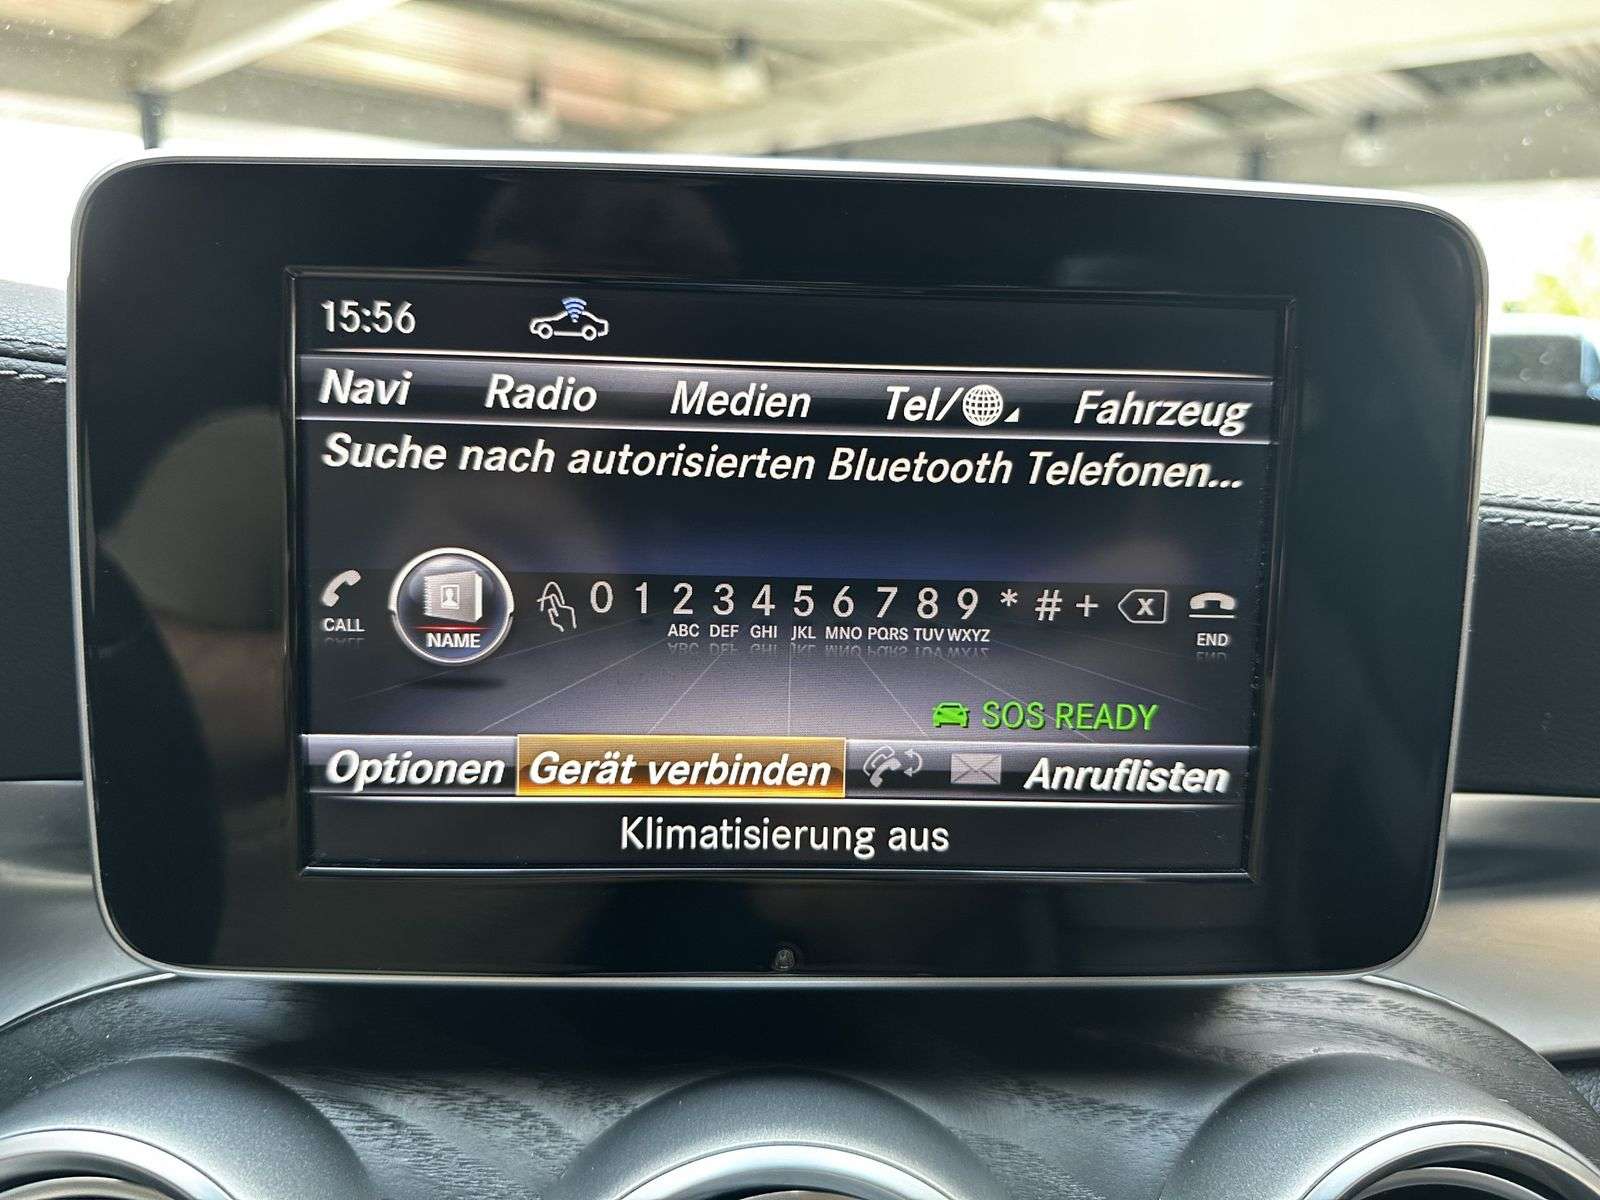 15:56
Navi Radio Medien Tel/ Fahrzeug
Suche nach autorisierten Bluetooth Telefonen...
0 1 2 3 4 5 6 7 8 9 * # + X
CALL NAME ABC DEF GHI JKL MNO PQRS TUV WXYZ END
SOS READY
Optionen Gerät verbinden Anruflisten
Klimatisierung aus